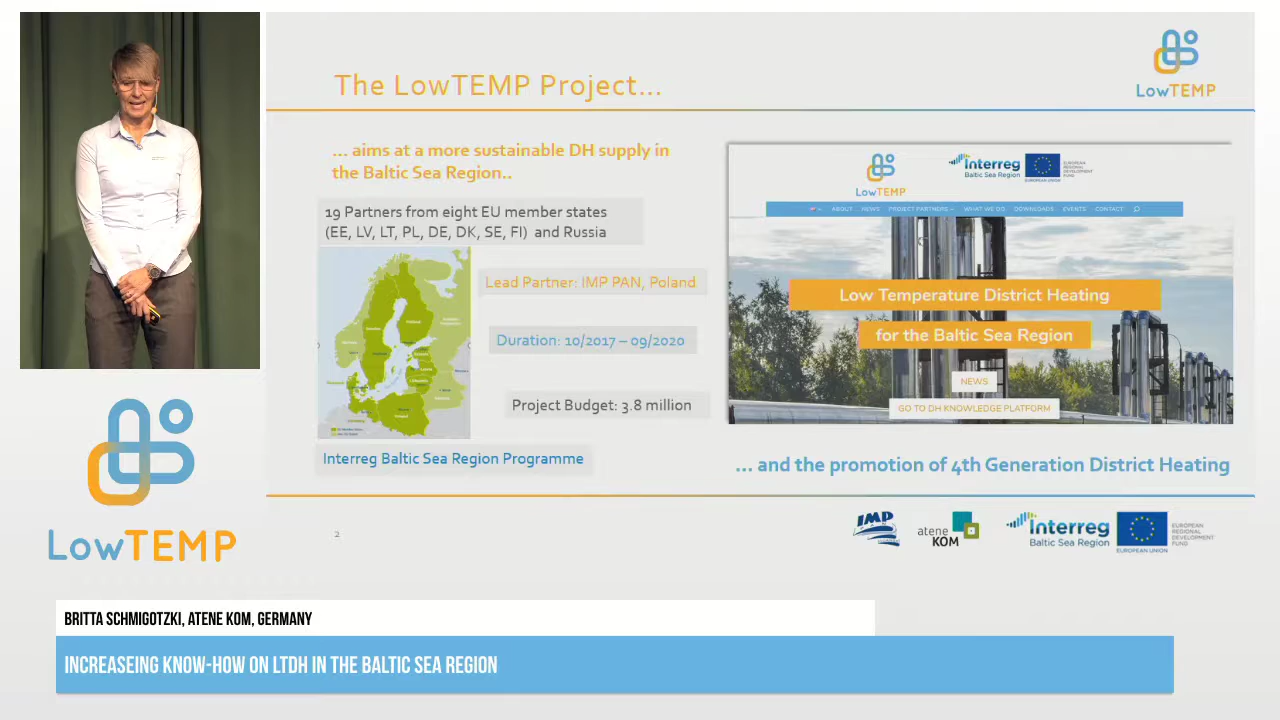 The LowTEMP Project...
LowTEMP
... aims at a more sustainable DH supply in
the Baltic Sea Region..
19 Partners from eight EU member states
(EE, LV, LT, PL, DE, DK, SE, FI) and Russia
Lead Partner: IMP PAN, Poland
Duration: 10/2017 – 09/2020
Project Budget: 3.8 million
Interreg Baltic Sea Region Programme
LowTEMP
Interreg
Baltic Sea Region
EUROPEAN UNION
EUROPEAN
REGIONAL
DEVELOPMENT
FUND
ABOUT NEWS PROJECT PARTNERS WHAT WE DO DOWNLOADS EVENTS CONTACT
Low Temperature District Heating
for the Baltic Sea Region
NEWS
GO TO DH KNOWLEDGE PLATFORM
... and the promotion of 4th Generation District Heating
2
IMP
atene
KOM
Interreg
Baltic Sea Region
EUROPEAN UNION
EUROPEAN
REGIONAL
DEVELOPMENT
FUND
LowTEMP
BRITTA SCHMIGOTZKI, ATENE KOM, GERMANY
INCREASEING KNOW-HOW ON LTDH IN THE BALTIC SEA REGION